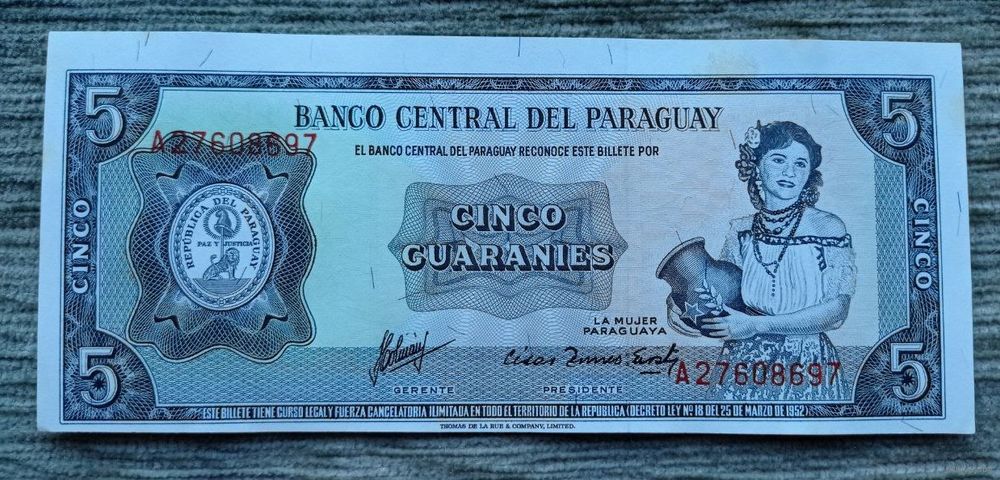 5
5
BANCO CENTRAL DEL PARAGUAY
A27608697
EL BANCO CENTRAL DEL PARAGUAY RECONOCE ESTE BILLETE POR
CINCO
REPÚBLICA DEL PARAGUAY
PAZ Y JUSTICIA
CINCO
GUARANIES
CINCO
LA MUJER
PARAGUAYA
5
GERENTE
PRESIDENTE
A27608697
5
ESTE BILLETE TIENE CURSO LEGAL Y FUERZA CANCELATORIA ILIMITADA EN TODO EL TERRITORIO DE LA REPUBLICA (DECRETO LEY Nº 18 DEL 25 DE MARZO DE 1952)
THOMAS DE LA RUE & COMPANY, LIMITED.